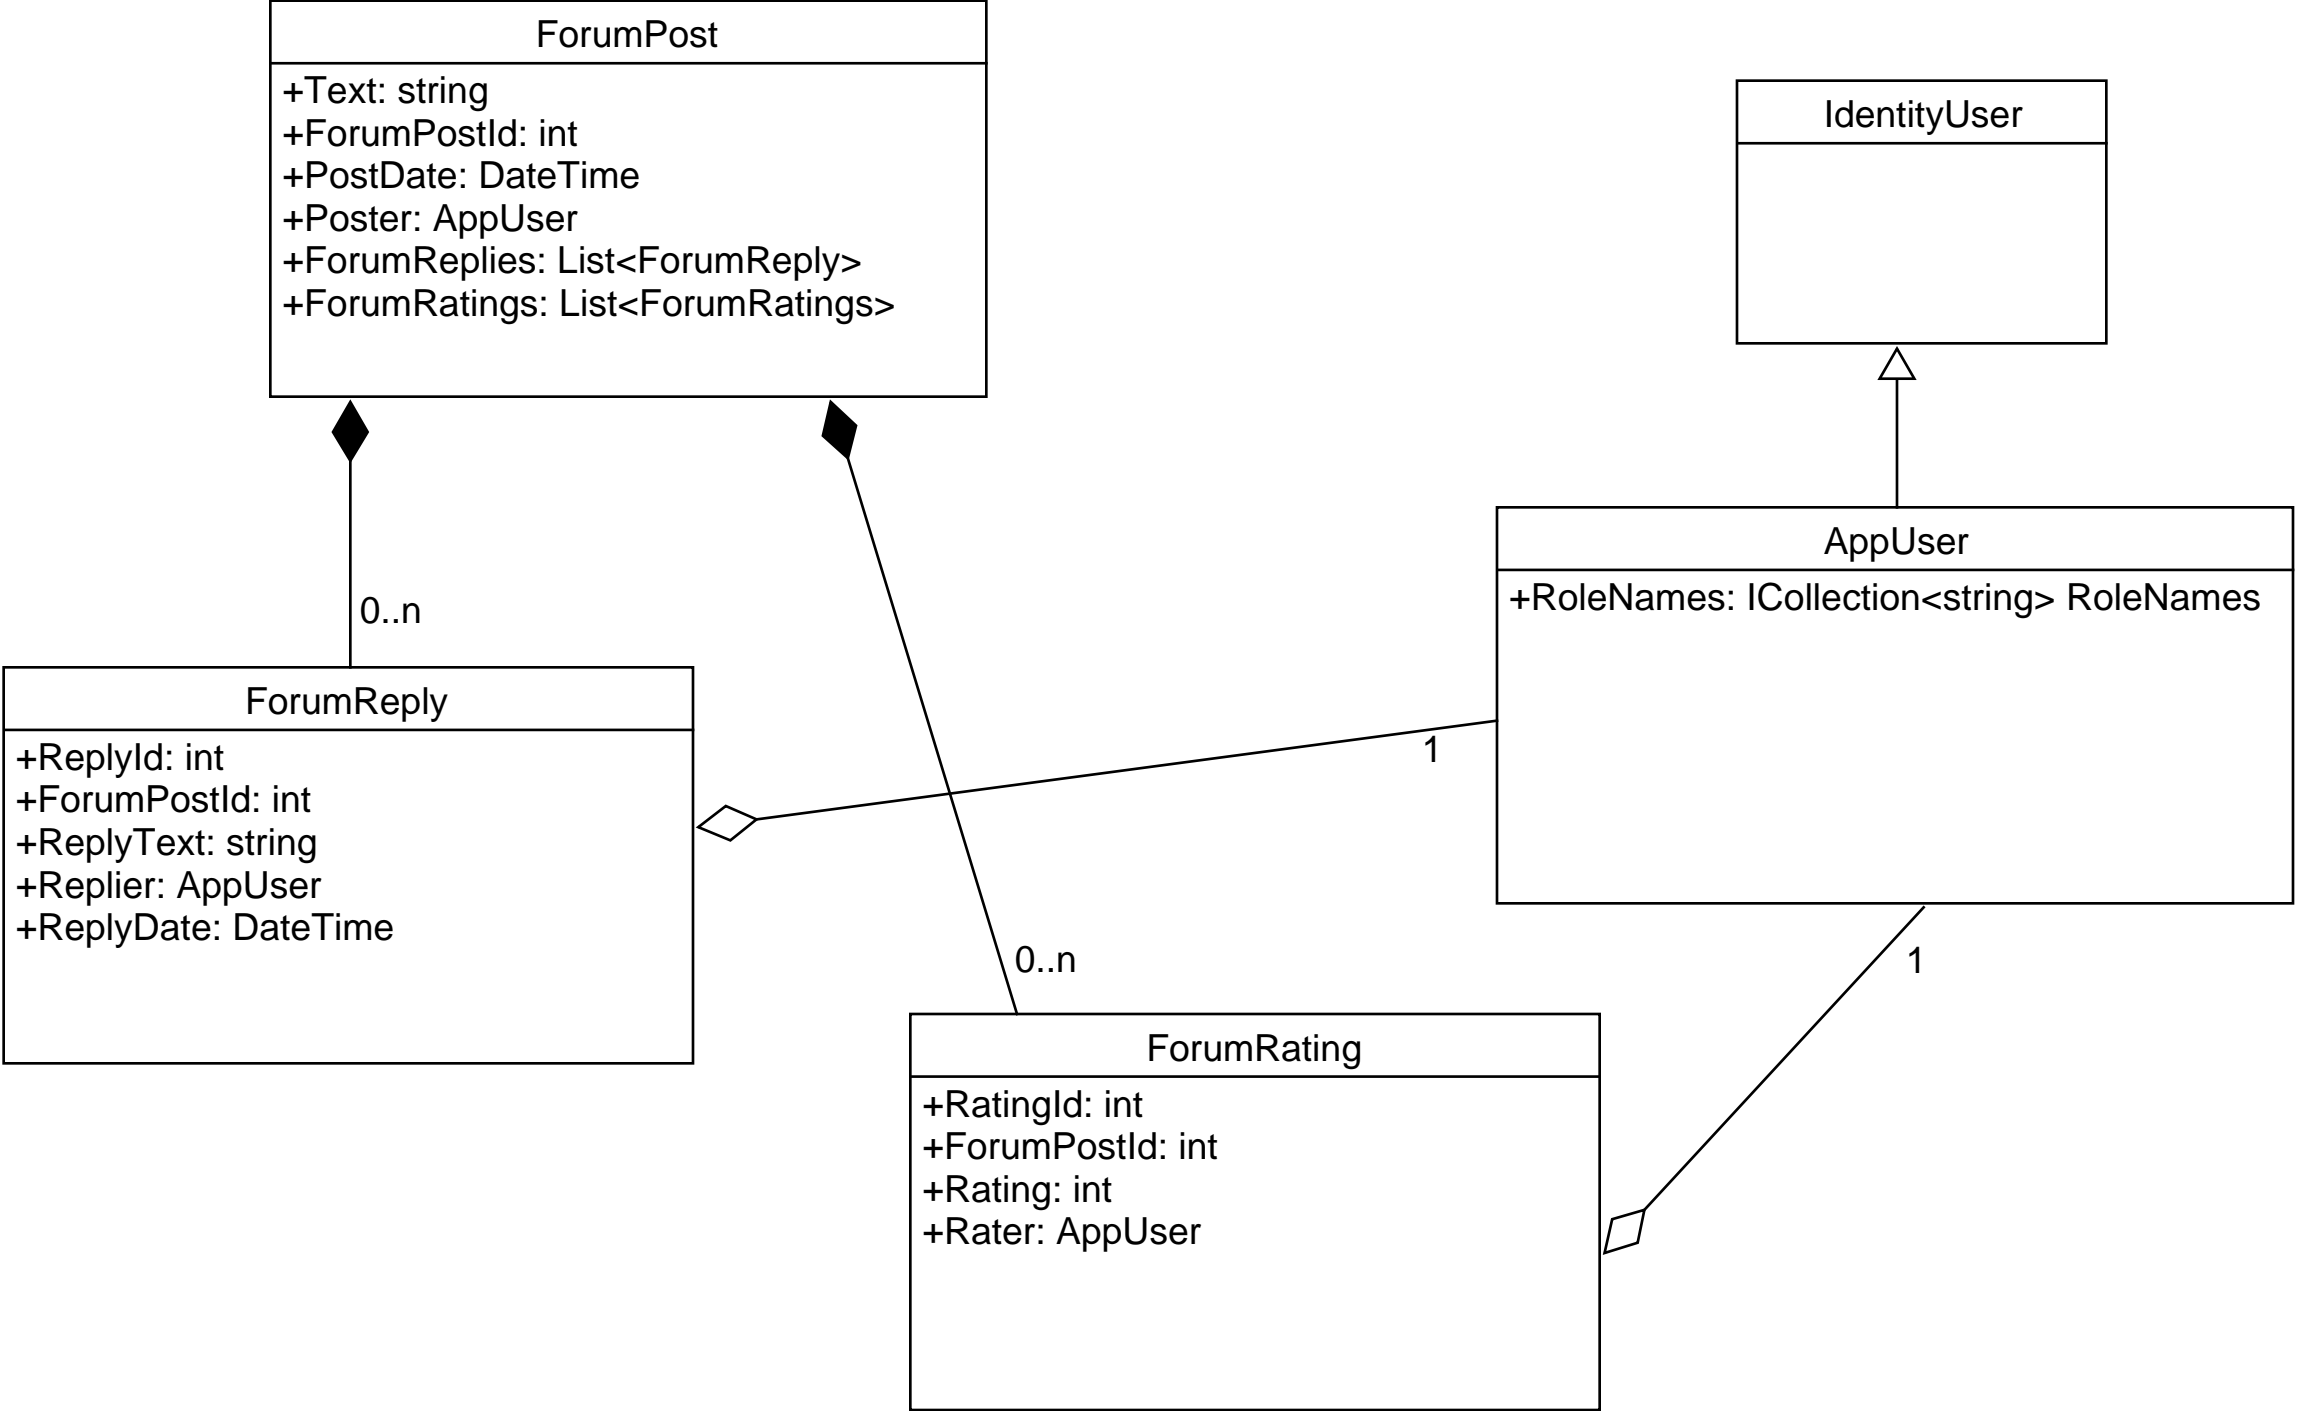 ForumPost
+Text: string
+ForumPostId: int
+PostDate: DateTime
+Poster: AppUser
+ForumReplies: List<ForumReply>
+ForumRatings: List<ForumRatings>
IdentityUser
AppUser
+RoleNames: ICollection<string> RoleNames
0..n
ForumReply
+ReplyId: int
+ForumPostId: int
+ReplyText: string
+Replier: AppUser
+ReplyDate: DateTime
1
0..n
1
ForumRating
+RatingId: int
+ForumPostId: int
+Rating: int
+Rater: AppUser